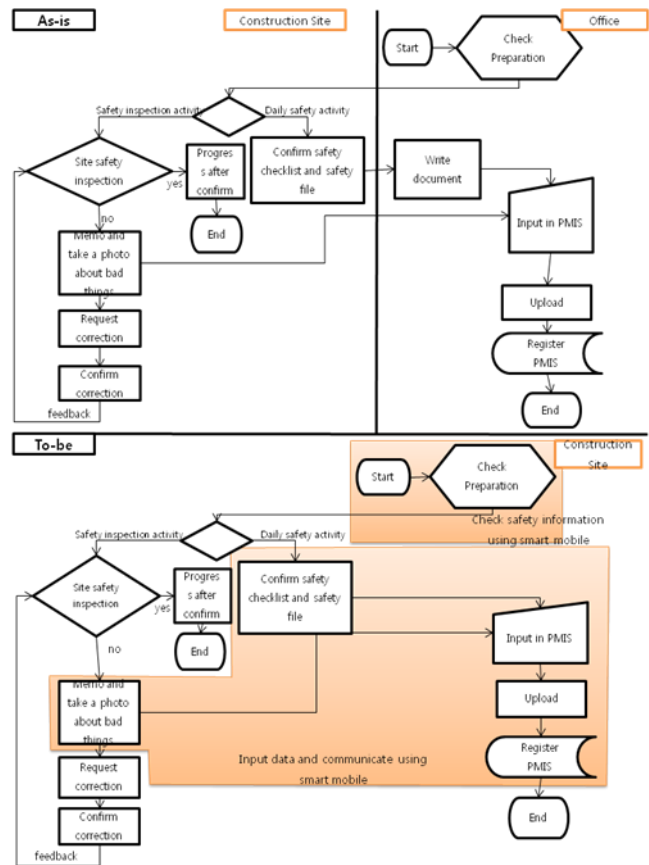 As-is
Construction Site
Office
Start
Check
Preparation
Safety inspection activity
Daily safety activity
Site safety
inspection
yes
Progres
s after
confirm
Confirm safety
checklist and safety
file
Write
document
Input in PMIS
End
no
Memo and
take a photo
about bad
things
Upload
Request
correction
Register
PMIS
Confirm
correction
End
feedback
To-be
Construction
Site
Start
Check
Preparation
Check safety information
using smart mobile
Safety inspection activity
Daily safety activity
Site safety
inspection
yes
Progres
s after
confirm
Confirm safety
checklist and safety
file
Input in PMIS
End
no
Memo and
take a photo
about bad
things
Upload
Input data and communicate using
smart mobile
Register
PMIS
Request
correction
Confirm
correction
End
feedback